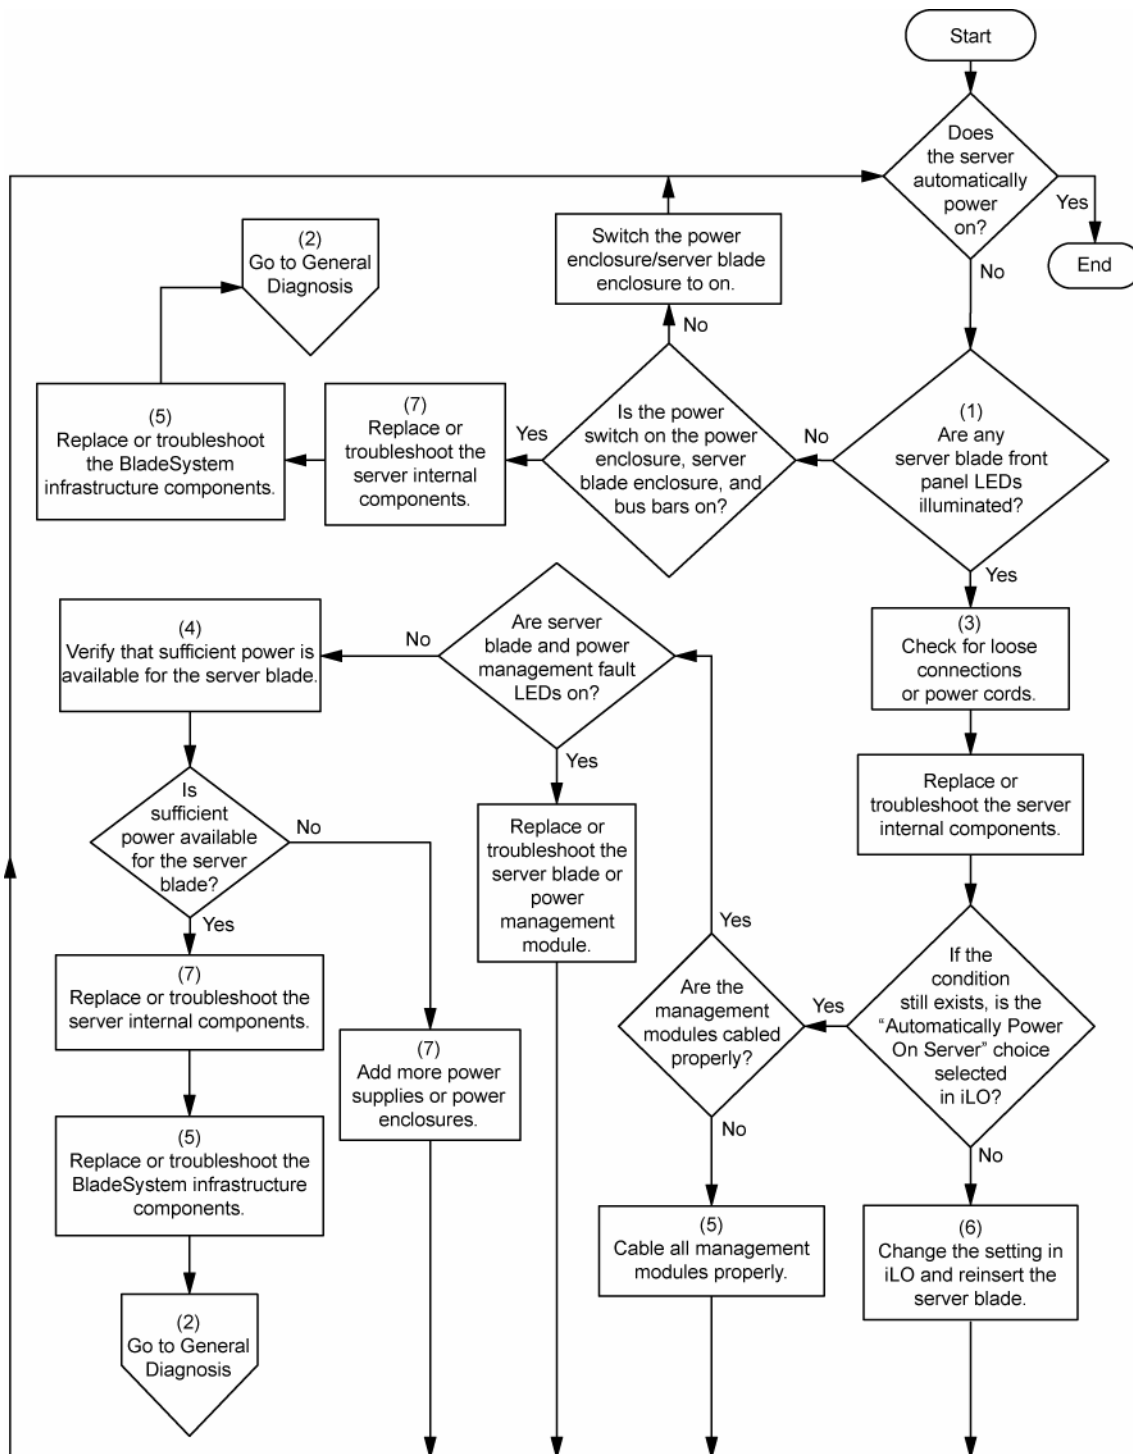 Start
Does
the server
automatically
power
on?
Yes
End
No
(1)
Are any
server blade front
panel LEDs
illuminated?
No
Yes
Switch the power
enclosure/server blade
enclosure to on.
No
Is the power
switch on the power
enclosure, server
blade enclosure, and
bus bars on?
Yes
(7)
Replace or
troubleshoot the
server internal
components.
(5)
Replace or troubleshoot
the BladeSystem
infrastructure components.
(2)
Go to General
Diagnosis
(3)
Check for loose
connections
or power cords.
Replace or
troubleshoot the server
internal components.
If the
condition
still exists, is the
“Automatically Power
On Server” choice
selected
in iLO?
Yes
No
(6)
Change the setting in
iLO and reinsert the
server blade.
Are the
management
modules cabled
properly?
Yes
No
(5)
Cable all management
modules properly.
Are server
blade and power
management fault
LEDs on?
No
Yes
Replace or
troubleshoot the
server blade or
power
management
module.
(4)
Verify that sufficient power is
available for the server blade.
Is
sufficient
power available
for the server
blade?
No
Yes
(7)
Add more power
supplies or power
enclosures.
(7)
Replace or troubleshoot the
server internal components.
(5)
Replace or troubleshoot the
BladeSystem infrastructure
components.
(2)
Go to General
Diagnosis